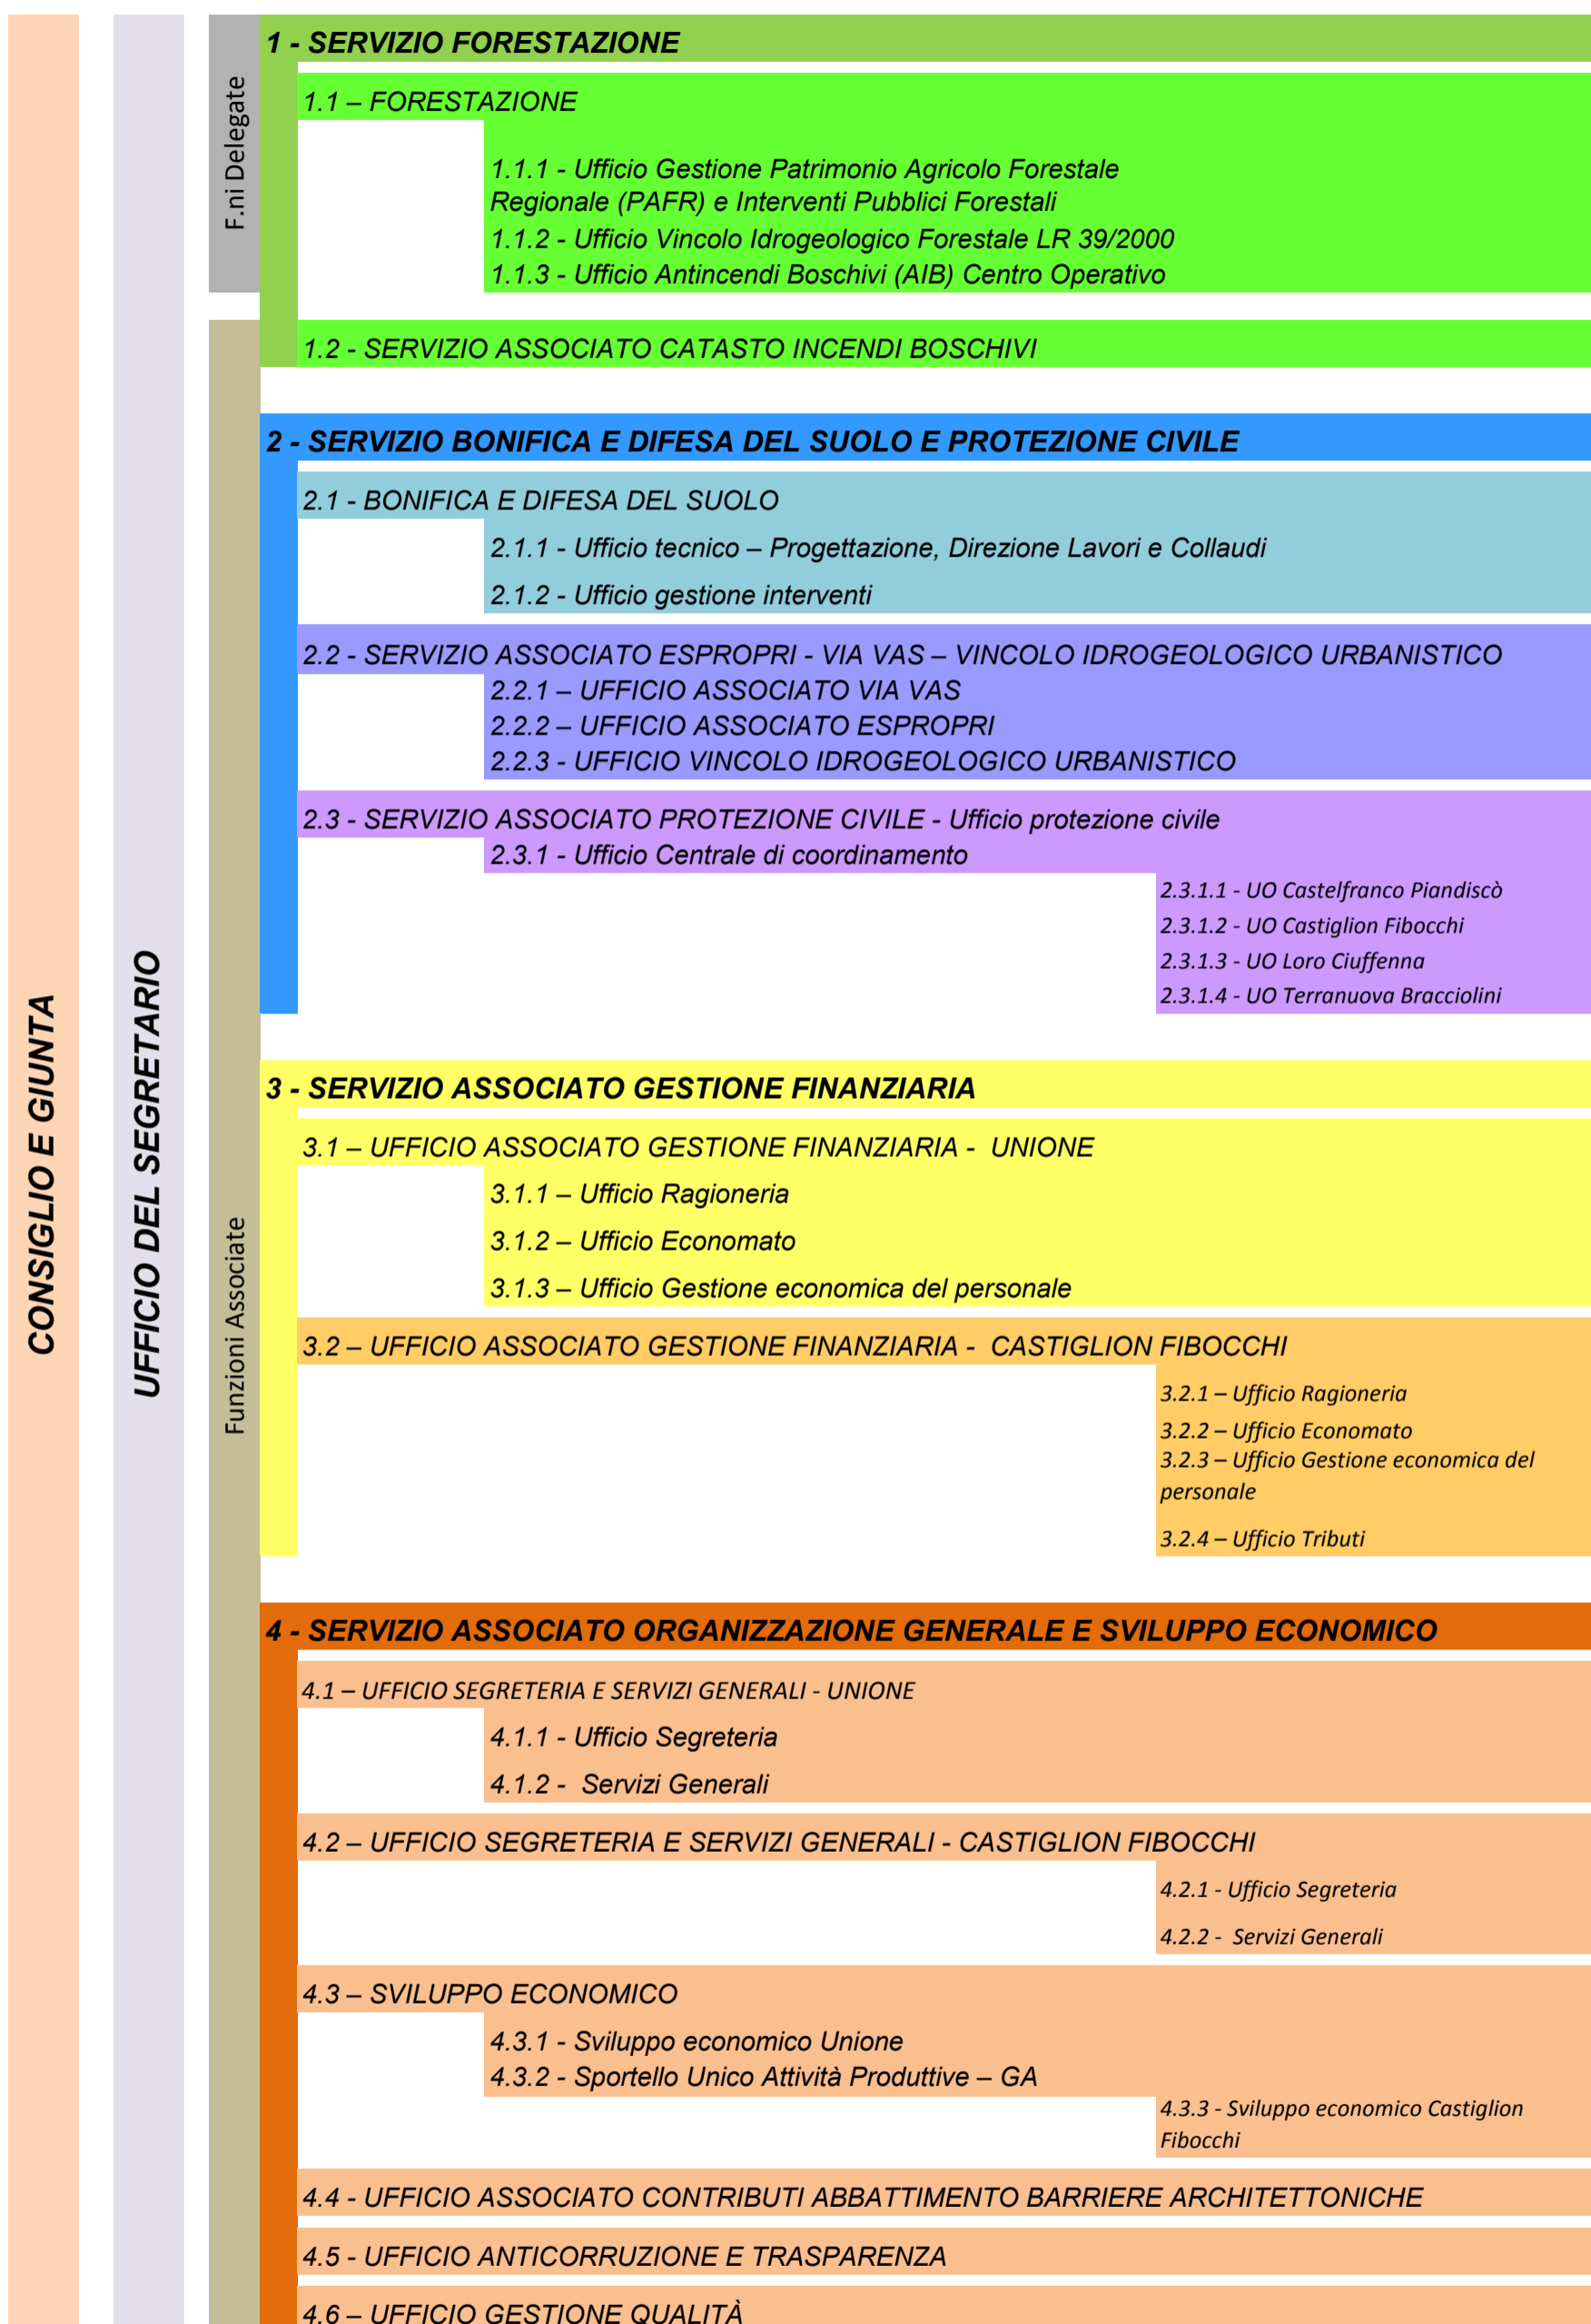 CONSIGLIO E GIUNTA
UFFICIO DEL SEGRETARIO
F.ni Delegate
1 - SERVIZIO FORESTAZIONE
1.1 – FORESTAZIONE
1.1.1 - Ufficio Gestione Patrimonio Agricolo Forestale
Regionale (PAFR) e Interventi Pubblici Forestali
1.1.2 - Ufficio Vincolo Idrogeologico Forestale LR 39/2000
1.1.3 - Ufficio Antincendi Boschivi (AIB) Centro Operativo
Funzioni Associate
1.2 - SERVIZIO ASSOCIATO CATASTO INCENDI BOSCHIVI
2 - SERVIZIO BONIFICA E DIFESA DEL SUOLO E PROTEZIONE CIVILE
2.1 - BONIFICA E DIFESA DEL SUOLO
2.1.1 - Ufficio tecnico – Progettazione, Direzione Lavori e Collaudi
2.1.2 - Ufficio gestione interventi
2.2 - SERVIZIO ASSOCIATO ESPROPRI - VIA VAS – VINCOLO IDROGEOLOGICO URBANISTICO
2.2.1 – UFFICIO ASSOCIATO VIA VAS
2.2.2 – UFFICIO ASSOCIATO ESPROPRI
2.2.3 - UFFICIO VINCOLO IDROGEOLOGICO URBANISTICO
2.3 - SERVIZIO ASSOCIATO PROTEZIONE CIVILE - Ufficio protezione civile
2.3.1 - Ufficio Centrale di coordinamento
2.3.1.1 - UO Castelfranco Piandiscò
2.3.1.2 - UO Castiglion Fibocchi
2.3.1.3 - UO Loro Ciuffenna
2.3.1.4 - UO Terranuova Bracciolini
3 - SERVIZIO ASSOCIATO GESTIONE FINANZIARIA
3.1 – UFFICIO ASSOCIATO GESTIONE FINANZIARIA - UNIONE
3.1.1 – Ufficio Ragioneria
3.1.2 – Ufficio Economato
3.1.3 – Ufficio Gestione economica del personale
3.2 – UFFICIO ASSOCIATO GESTIONE FINANZIARIA - CASTIGLION FIBOCCHI
3.2.1 – Ufficio Ragioneria
3.2.2 – Ufficio Economato
3.2.3 – Ufficio Gestione economica del
personale
3.2.4 – Ufficio Tributi
4 - SERVIZIO ASSOCIATO ORGANIZZAZIONE GENERALE E SVILUPPO ECONOMICO
4.1 – UFFICIO SEGRETERIA E SERVIZI GENERALI - UNIONE
4.1.1 - Ufficio Segreteria
4.1.2 - Servizi Generali
4.2 – UFFICIO SEGRETERIA E SERVIZI GENERALI - CASTIGLION FIBOCCHI
4.2.1 - Ufficio Segreteria
4.2.2 - Servizi Generali
4.3 – SVILUPPO ECONOMICO
4.3.1 - Sviluppo economico Unione
4.3.2 - Sportello Unico Attività Produttive – GA
4.3.3 - Sviluppo economico Castiglion
Fibocchi
4.4 - UFFICIO ASSOCIATO CONTRIBUTI ABBATTIMENTO BARRIERE ARCHITETTONICHE
4.5 - UFFICIO ANTICORRUZIONE E TRASPARENZA
4.6 – UFFICIO GESTIONE QUALITÀ